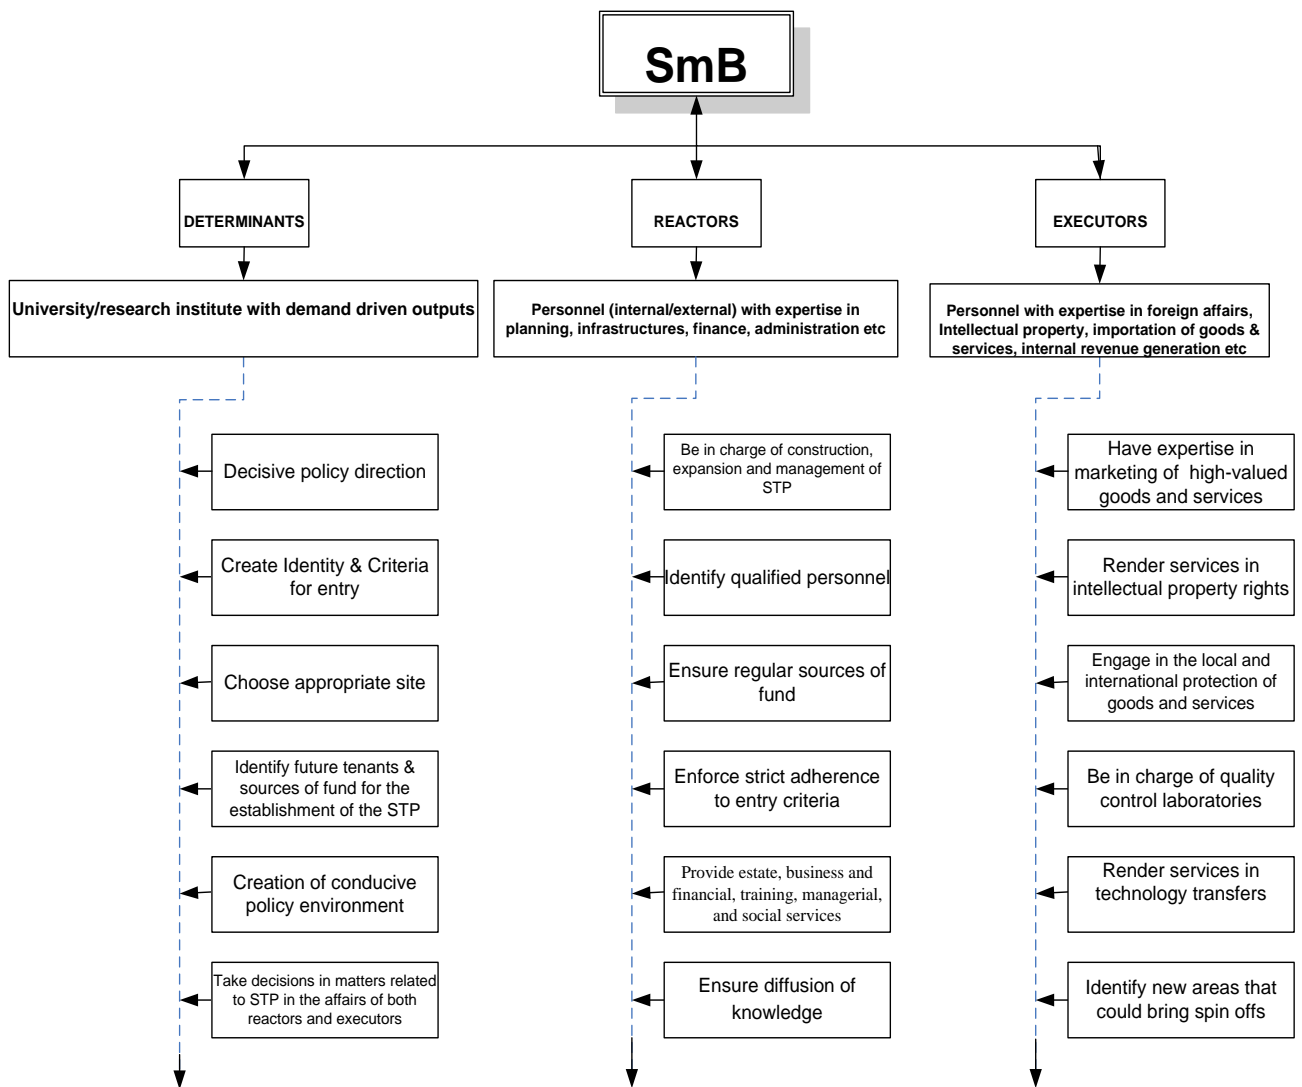 SmB
DETERMINANTS
REACTORS
EXECUTORS
University/research institute with demand driven outputs
Personnel (internal/external) with expertise in
planning, infrastructures, finance, administration etc
Personnel with expertise in foreign affairs,
Intellectual property, importation of goods &
services, internal revenue generation etc
Decisive policy direction
Create Identity & Criteria
for entry
Choose appropriate site
Identify future tenants &
sources of fund for the
establishment of the STP
Creation of conducive
policy environment
Take decisions in matters related
to STP in the affairs of both
reactors and executors
Be in charge of construction,
expansion and management of
STP
Identify qualified personnel
Ensure regular sources of
fund
Enforce strict adherence
to entry criteria
Provide estate, business and
financial, training, managerial,
and social services
Ensure diffusion of
knowledge
Have expertise in
marketing of high-valued
goods and services
Render services in
intellectual property rights
Engage in the local and
international protection of
goods and services
Be in charge of quality
control laboratories
Render services in
technology transfers
Identify new areas that
could bring spin offs